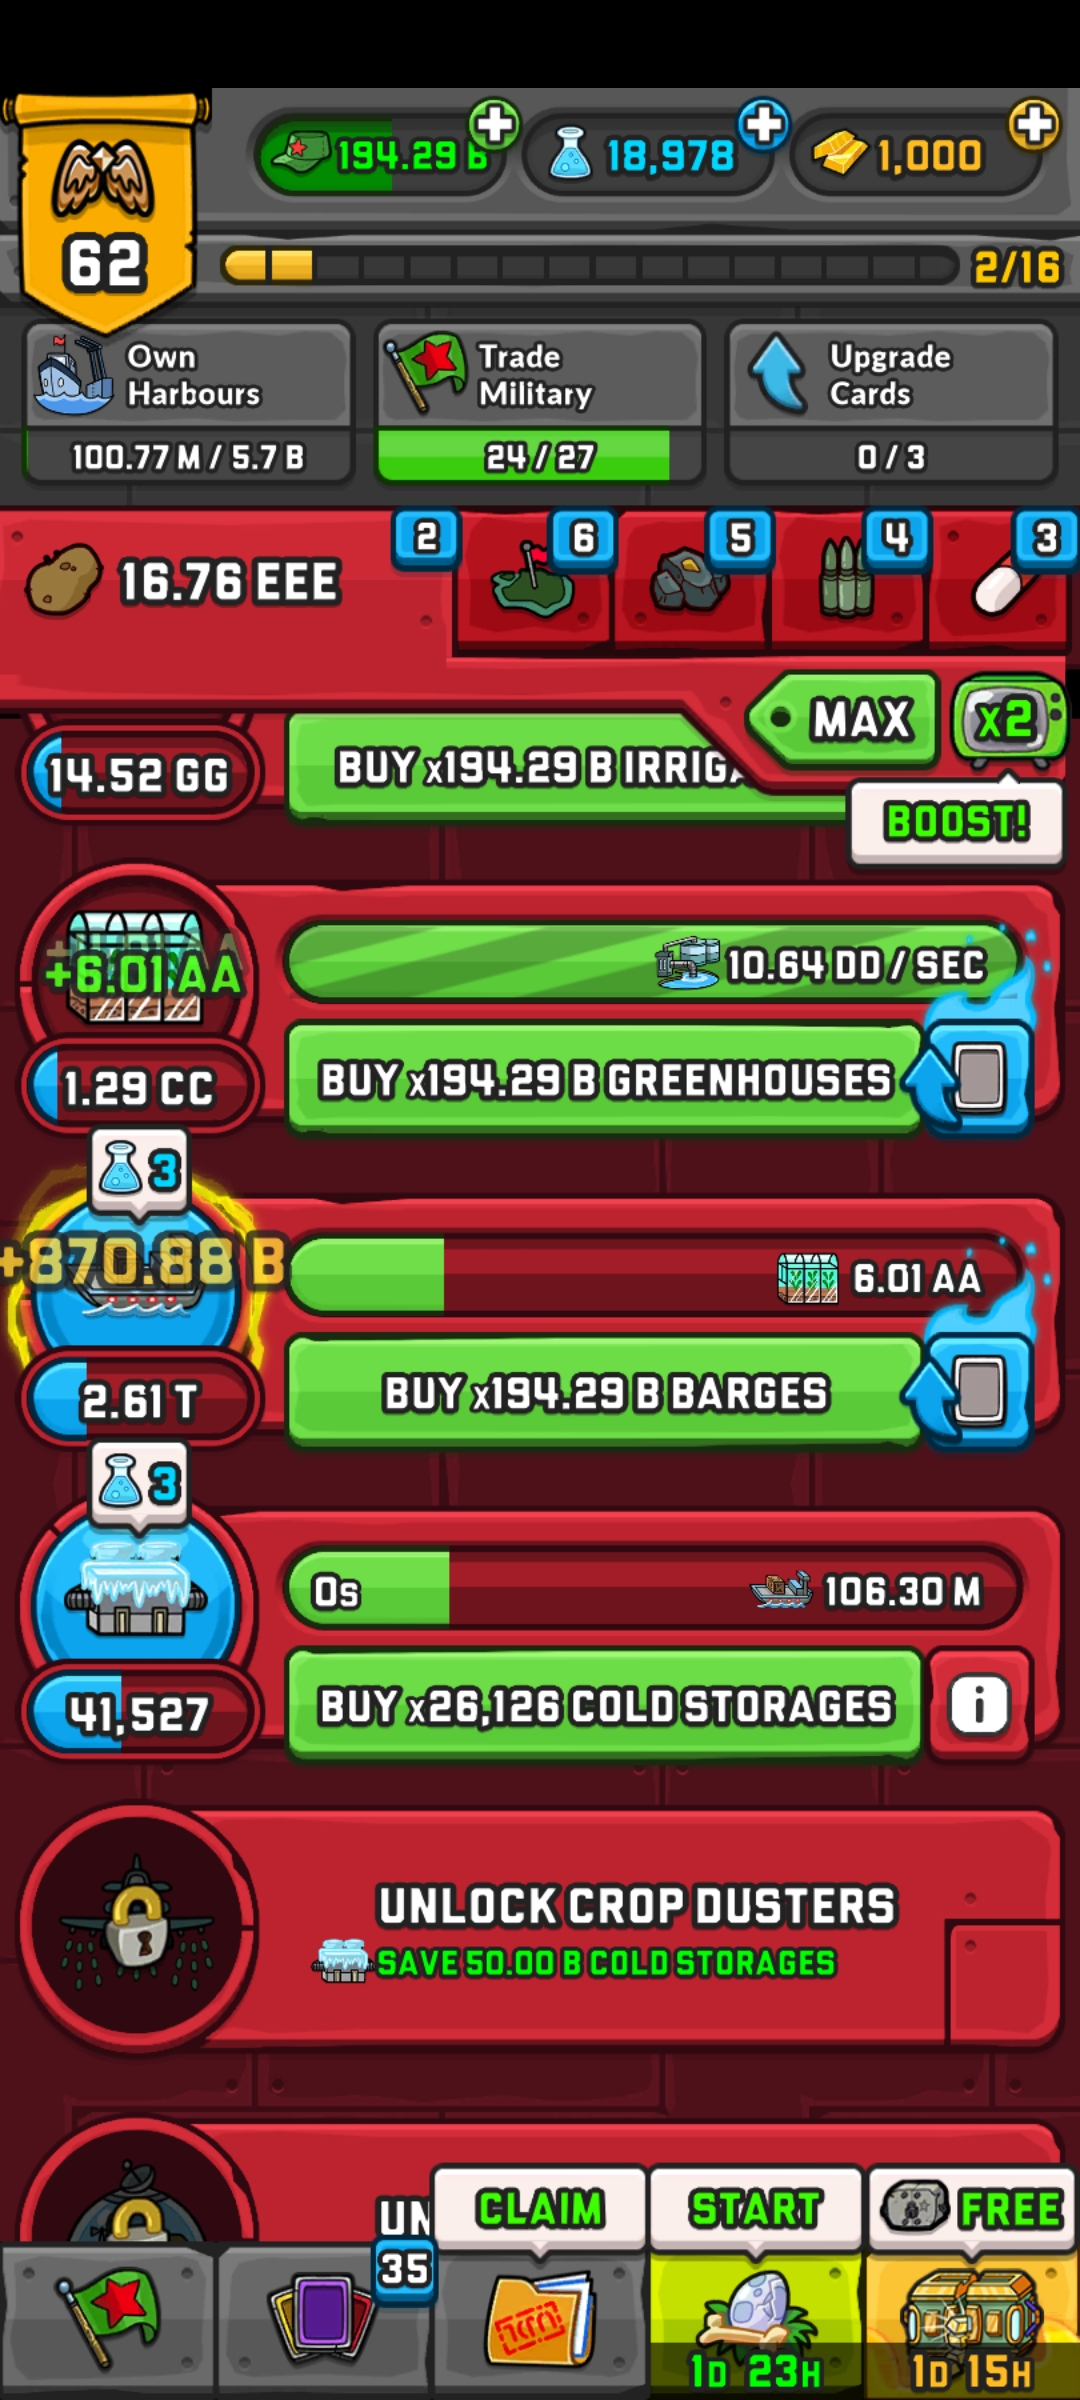 194.29 B
18,978
1,000
62
2/16
Own
Harbours
100.77 M / 5.7 B
Trade
Military
24 / 27
Upgrade
Cards
0 / 3
16.76 EEE
2
6
5
4
3
MAX
x2
BOOST!
14.52 GG
BUY x194.29 B IRRIGA
+6.01 AA
10.64 DD / SEC
1.29 CC
BUY x194.29 B GREENHOUSES
3
+870.88 B
6.01 AA
2.61 T
BUY x194.29 B BARGES
3
0s
106.30 M
41,527
BUY x26,126 COLD STORAGES
i
UNLOCK CROP DUSTERS
SAVE 50.00 B COLD STORAGES
UN
CLAIM
START
FREE
35
1D 23H
1D 15H